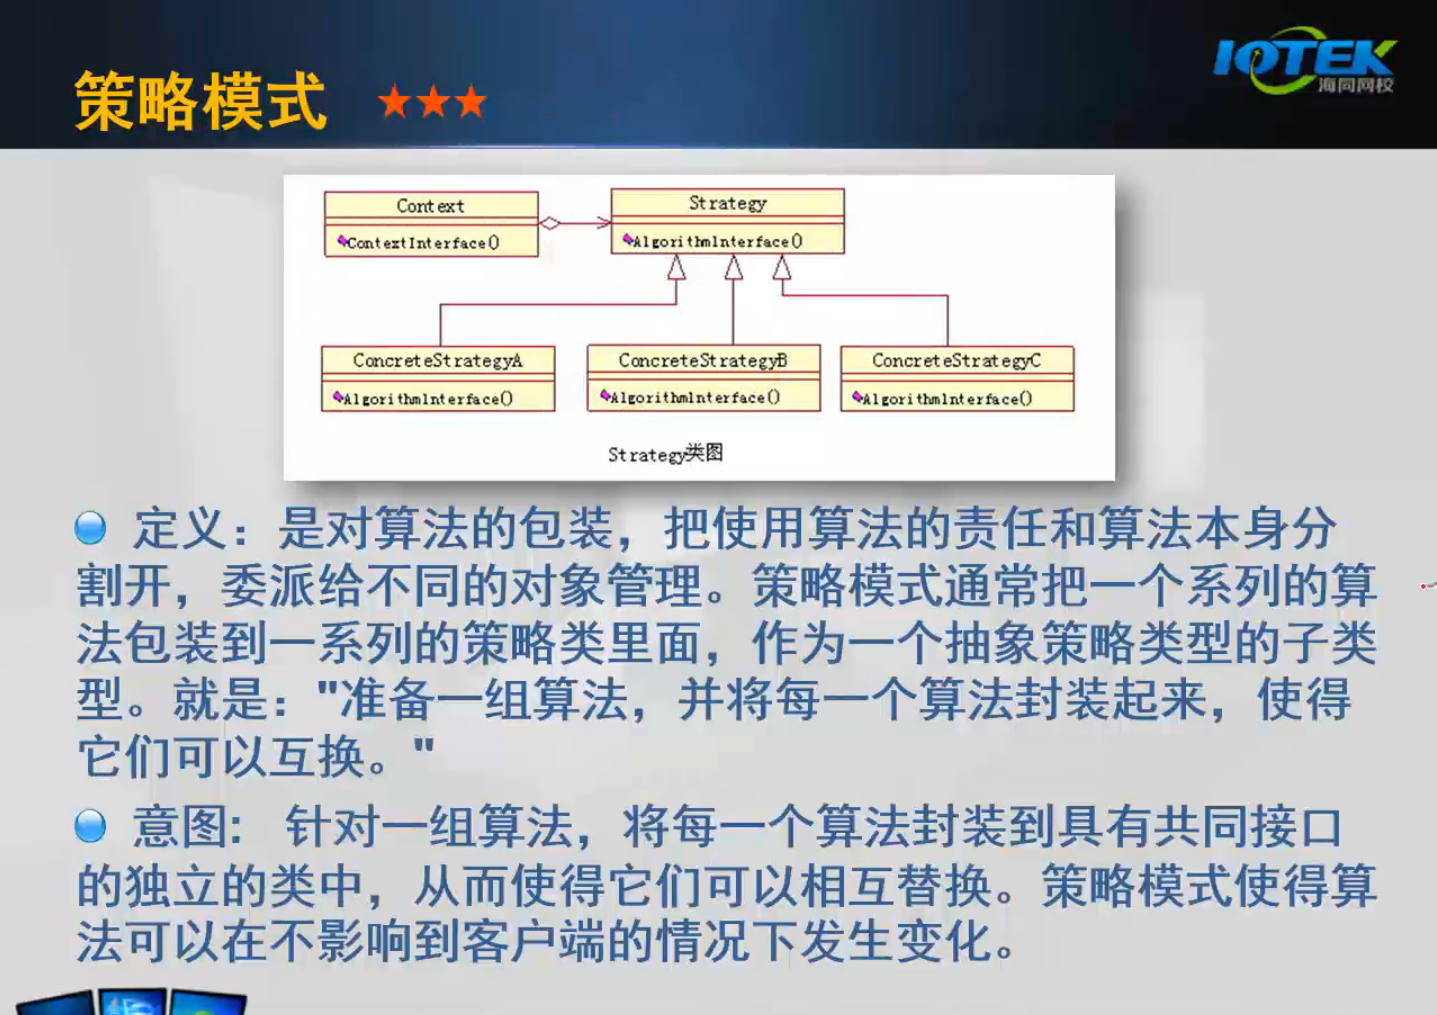 策略模式 ★★★
IOTEK
海同网校
Context
ContextInterface()
Strategy
AlgorithmInterface()
ConcreteStrategyA
AlgorithmInterface()
ConcreteStrategyB
AlgorithmInterface()
ConcreteStrategyC
AlgorithmInterface()
Strategy类图
定义：是对算法的包装，把使用算法的责任和算法本身分
割开，委派给不同的对象管理。策略模式通常把一个系列的算
法包装到一系列的策略类里面，作为一个抽象策略类型的子类
型。就是："准备一组算法，并将每一个算法封装起来，使得
它们可以互换。"
意图： 针对一组算法，将每一个算法封装到具有共同接口
的独立的类中，从而使得它们可以相互替换。策略模式使得算
法可以在不影响到客户端的情况下发生变化。